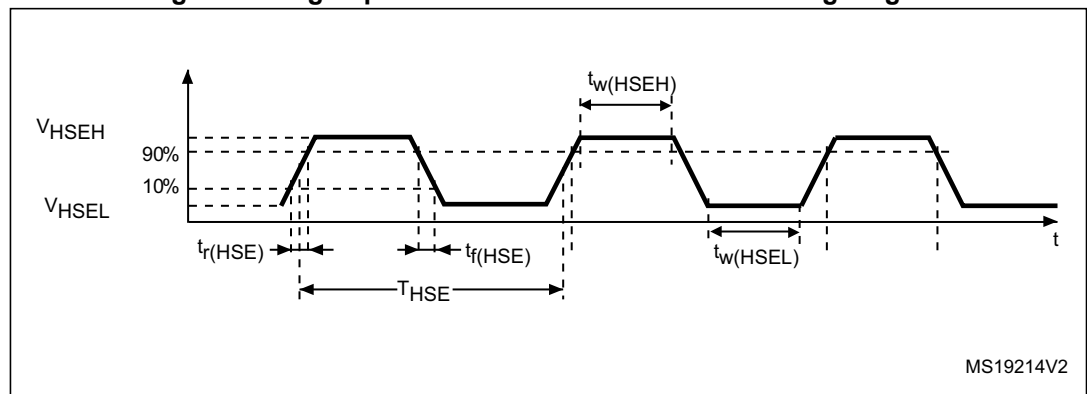 tw(HSEH)
VHSEH
90%
10%
VHSEL
tr(HSE)
tf(HSE)
tw(HSEL)
t
THSE
MS19214V2